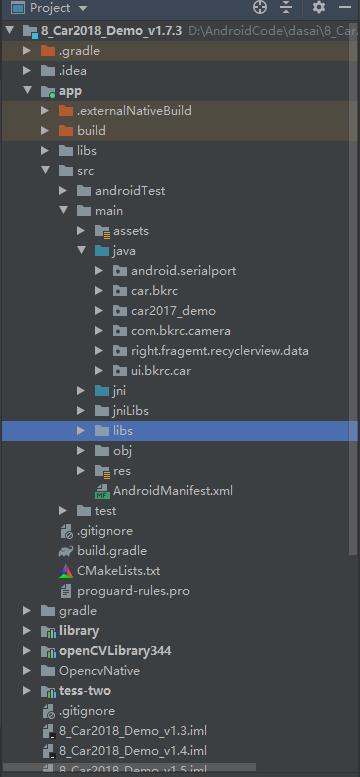 Project
8_Car2018_Demo_v1.7.3 D:\AndroidCode\dasai\8_Car.
.gradle
.idea
app
.externalNativeBuild
build
libs
src
androidTest
main
assets
java
android.serialport
car.bkrc
car2017_demo
com.bkrc.camera
right.fragemt.recyclerview.data
ui.bkrc.car
jni
jniLibs
libs
obj
res
AndroidManifest.xml
test
.gitignore
build.gradle
CMakeLists.txt
proguard-rules.pro
gradle
library
openCVLibrary344
OpencvNative
tess-two
.gitignore
8_Car2018_Demo_v1.3.iml
8_Car2018_Demo_v1.4.iml
8_Car2018_Demo_v1.5.iml